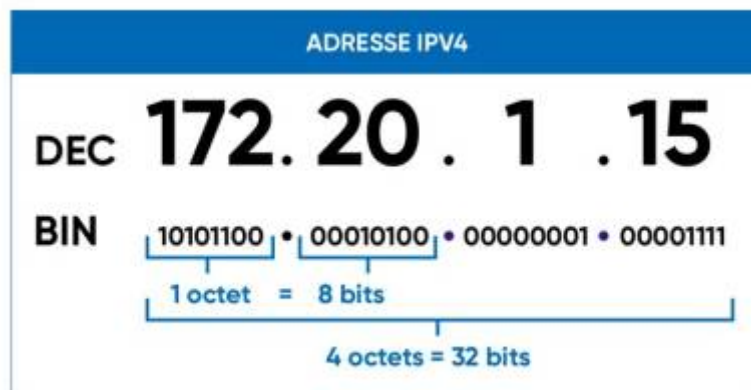 ADRESSE IPV4
DEC 172. 20 . 1 . 15
BIN 10101100 • 00010100 • 00000001 • 00001111
1 octet = 8 bits
4 octets = 32 bits